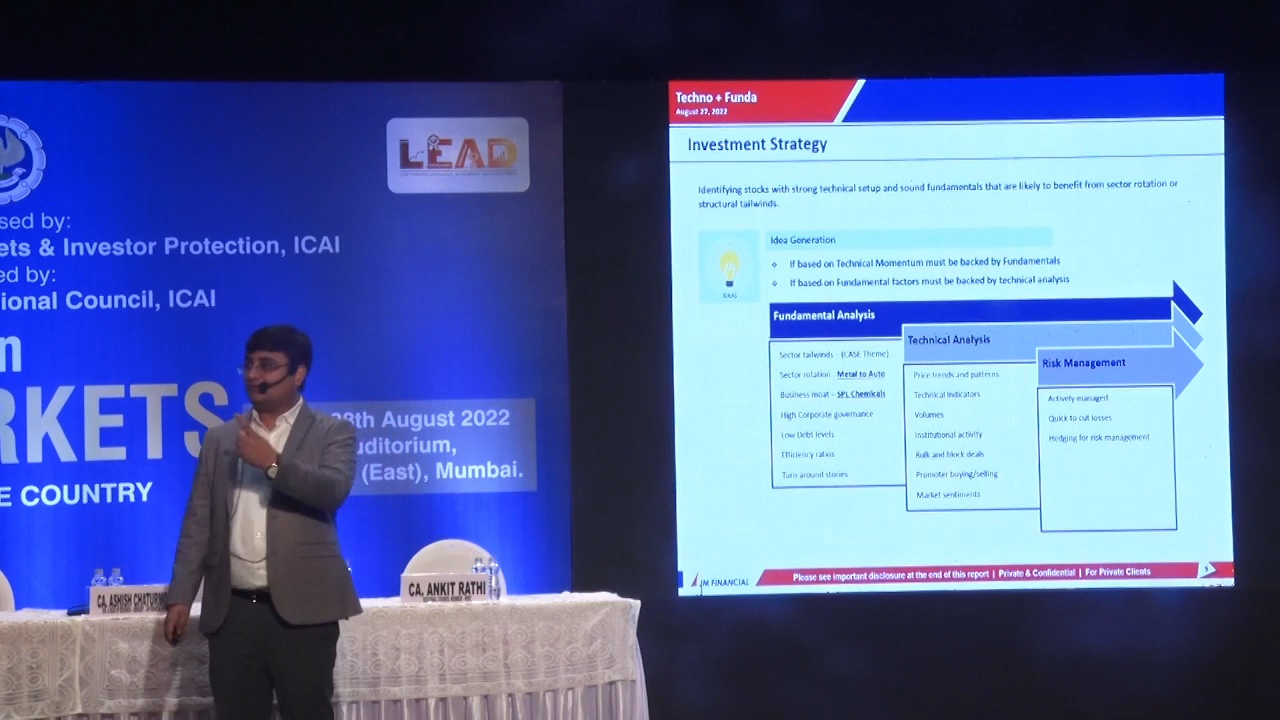 LEAD
sed by:
ets & Investor Protection, ICAI
ed by:
ional Council, ICAI
n
RKETS
28th August 2022
uditorium,
(East), Mumbai.
E COUNTRY
CA. ASHISH CHATURMO
CA. ANKIT RATHI
Techno + Funda
August 27, 2022
Investment Strategy
Identifying stocks with strong technical setup and sound fundamentals that are likely to benefit from sector rotation or
structural tailwinds.
IDEAS
Idea Generation
If based on Technical Momentum must be backed by Fundamentals
If based on Fundamental factors must be backed by technical analysis
Fundamental Analysis
Sector tailwinds - (CASE Theme)
Sector rotation Metal to Auto
Business moat - SPL Chemicals
High Corporate governance
Low Debt levels
Efficiency ratios
Turn around stories
Technical Analysis
Price trends and patterns
Technical Indicators
Volumes
Institutional activity
Bulk and block deals
Promoter buying/selling
Market sentiments
Risk Management
Actively managed
Quick to cut losses
Hedging for risk management
JM FINANCIAL
Please see important disclosure at the end of this report | Private & Confidential | For Private Clients